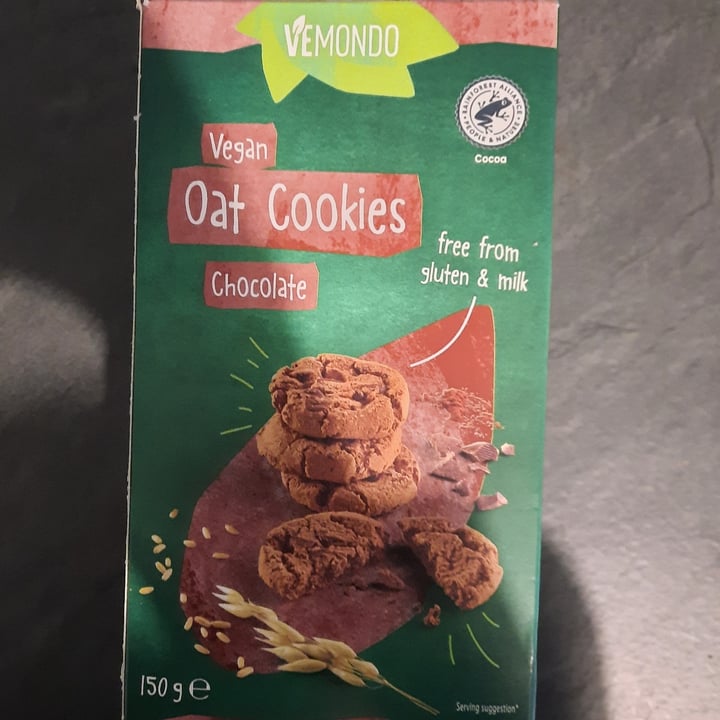 VEMONDO
RAINFOREST ALLIANCE
PEOPLE & NATURE
Cocoa
Vegan
Oat Cookies
Chocolate
free from
gluten & milk
150 g ℮
Serving suggestion*